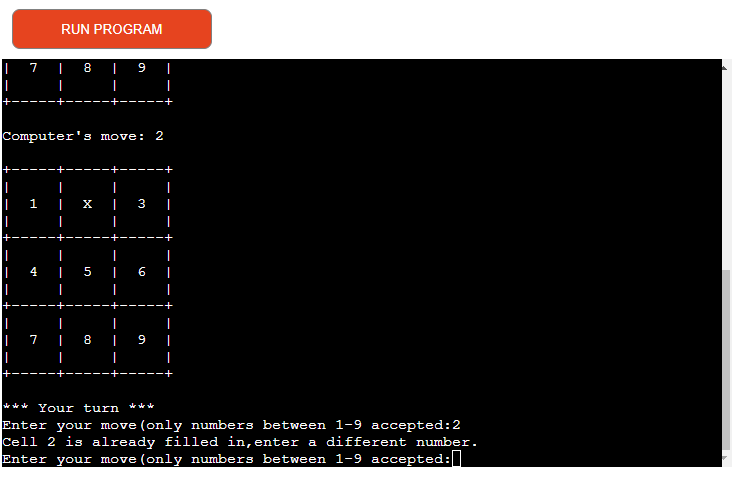 RUN PROGRAM
|  7  |  8  |  9  |
|     |     |     |
+-----+-----+-----+
Computer's move: 2
+-----+-----+-----+
|     |     |     |
|  1  |  X  |  3  |
|     |     |     |
+-----+-----+-----+
|     |     |     |
|  4  |  5  |  6  |
|     |     |     |
+-----+-----+-----+
|     |     |     |
|  7  |  8  |  9  |
|     |     |     |
+-----+-----+-----+
*** Your turn ***
Enter your move(only numbers between 1-9 accepted:2
Cell 2 is already filled in,enter a different number.
Enter your move(only numbers between 1-9 accepted: